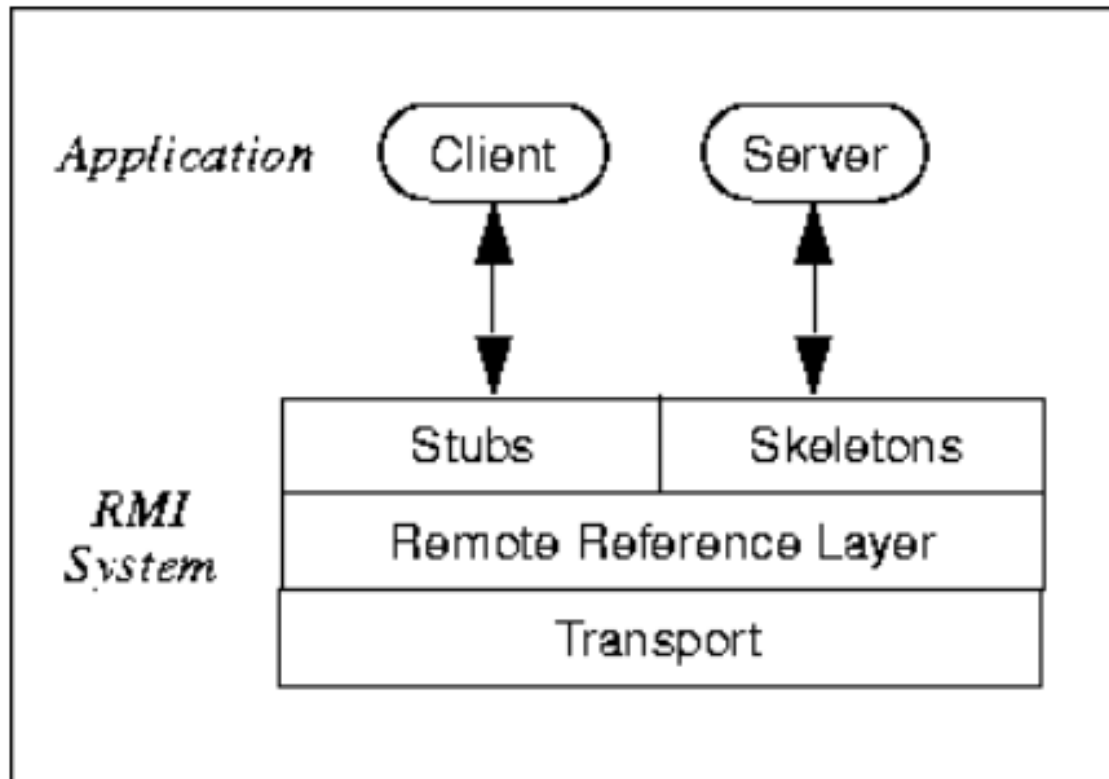 Application
Client
Server
Stubs
Skeletons
RMI
System
Remote Reference Layer
Transport